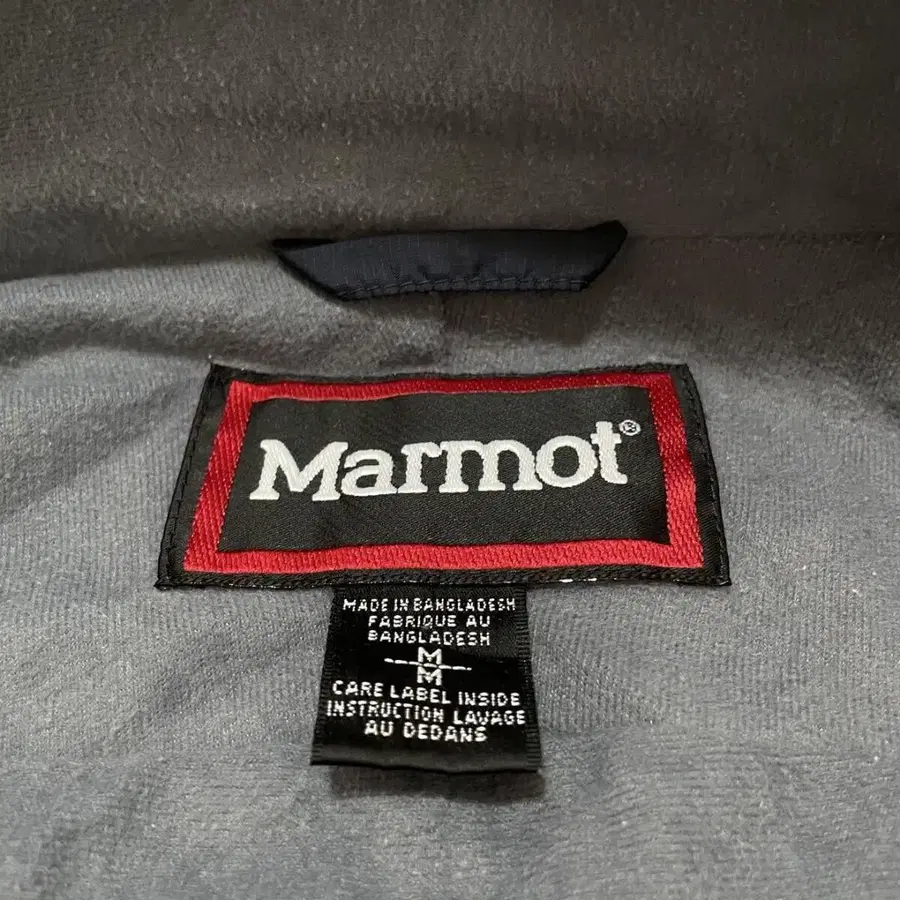 Marmot®
MADE IN BANGLADESH
FABRIQUE AU
BANGLADESH
M
M
CARE LABEL INSIDE
INSTRUCTION LAVAGE
AU DEDANS